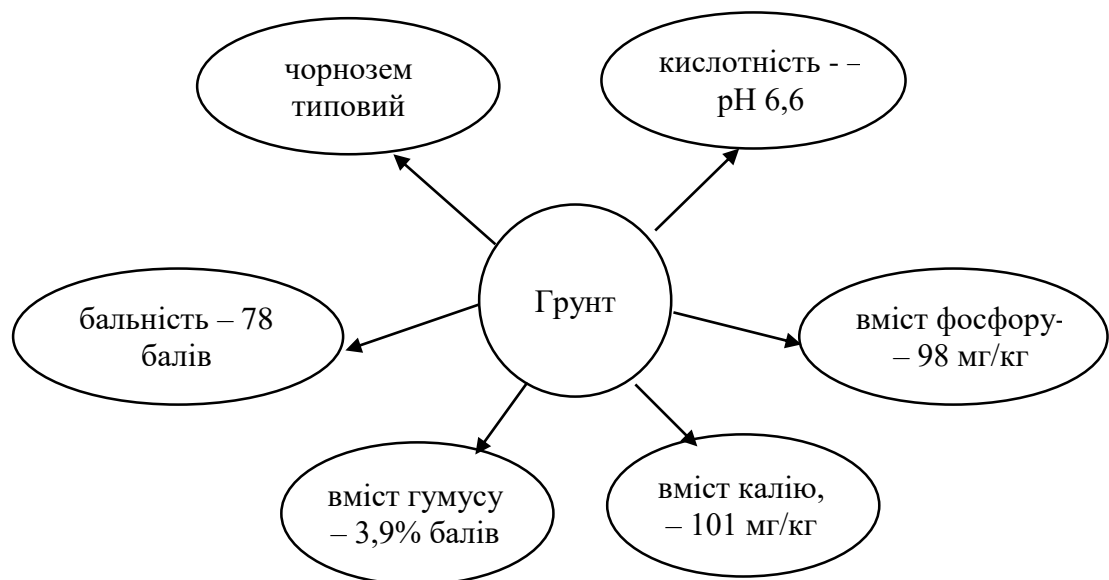 чорнозем
типовий
кислотність - –
pH 6,6
Грунт
бальність – 78
балів
вміст фосфору-
– 98 мг/кг
вміст гумусу
– 3,9% балів
вміст калію,
– 101 мг/кг